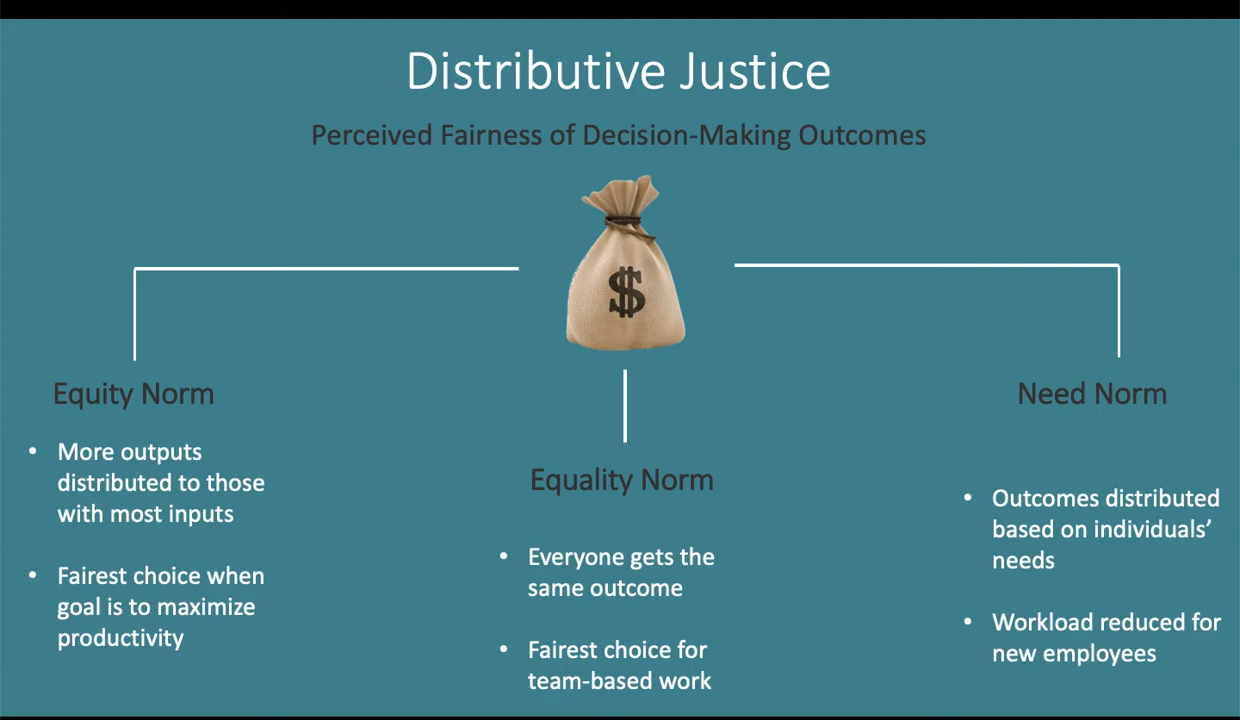 Distributive Justice
Perceived Fairness of Decision-Making Outcomes
$
Equity Norm
• More outputs
distributed to those
with most inputs
• Fairest choice when
goal is to maximize
productivity
Equality Norm
• Everyone gets the
same outcome
• Fairest choice for
team-based work
Need Norm
• Outcomes distributed
based on individuals’
needs
• Workload reduced for
new employees